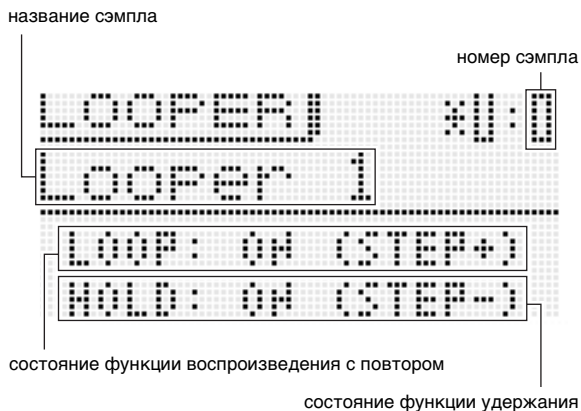 название сэмпла
номер сэмпла
LOOPER *U:0
Looper 1
LOOP: ON (STEP+)
HOLD: ON (STEP-)
состояние функции воспроизведения с повтором
состояние функции удержания